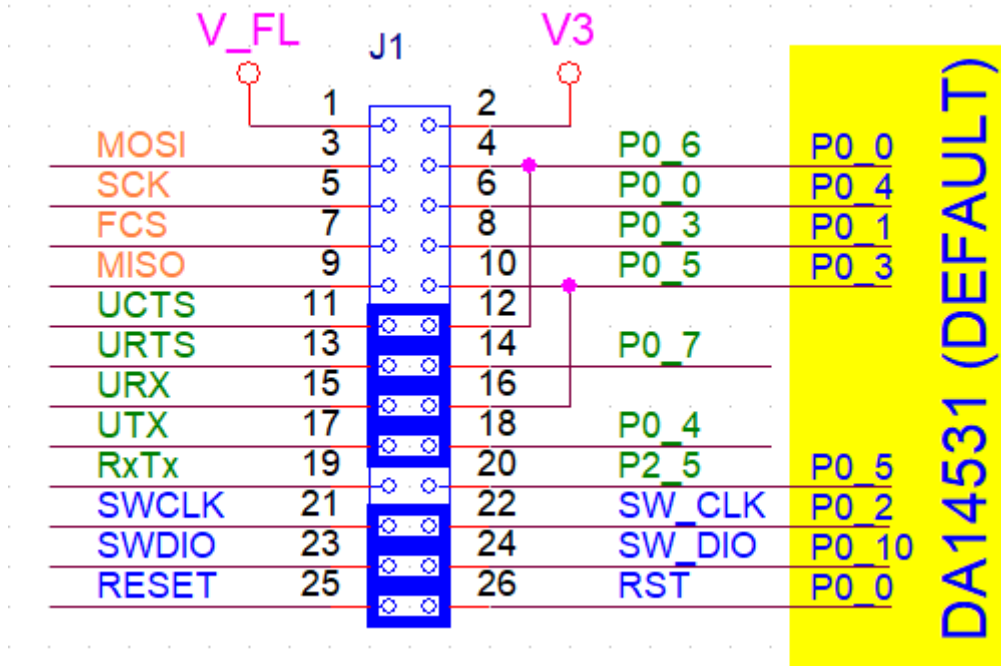 V_FL J1 V3
1 2
MOSI 3 4 P0_6 P0_0
SCK 5 6 P0_0 P0_4
FCS 7 8 P0_3 P0_1
MISO 9 10 P0_5 P0_3
UCTS 11 12
URTS 13 14 P0_7
URX 15 16
UTX 17 18 P0_4
RxTx 19 20 P2_5 P0_5
SWCLK 21 22 SW_CLK P0_2
SWDIO 23 24 SW_DIO P0_10
RESET 25 26 RST P0_0
DA14531 (DEFAULT)